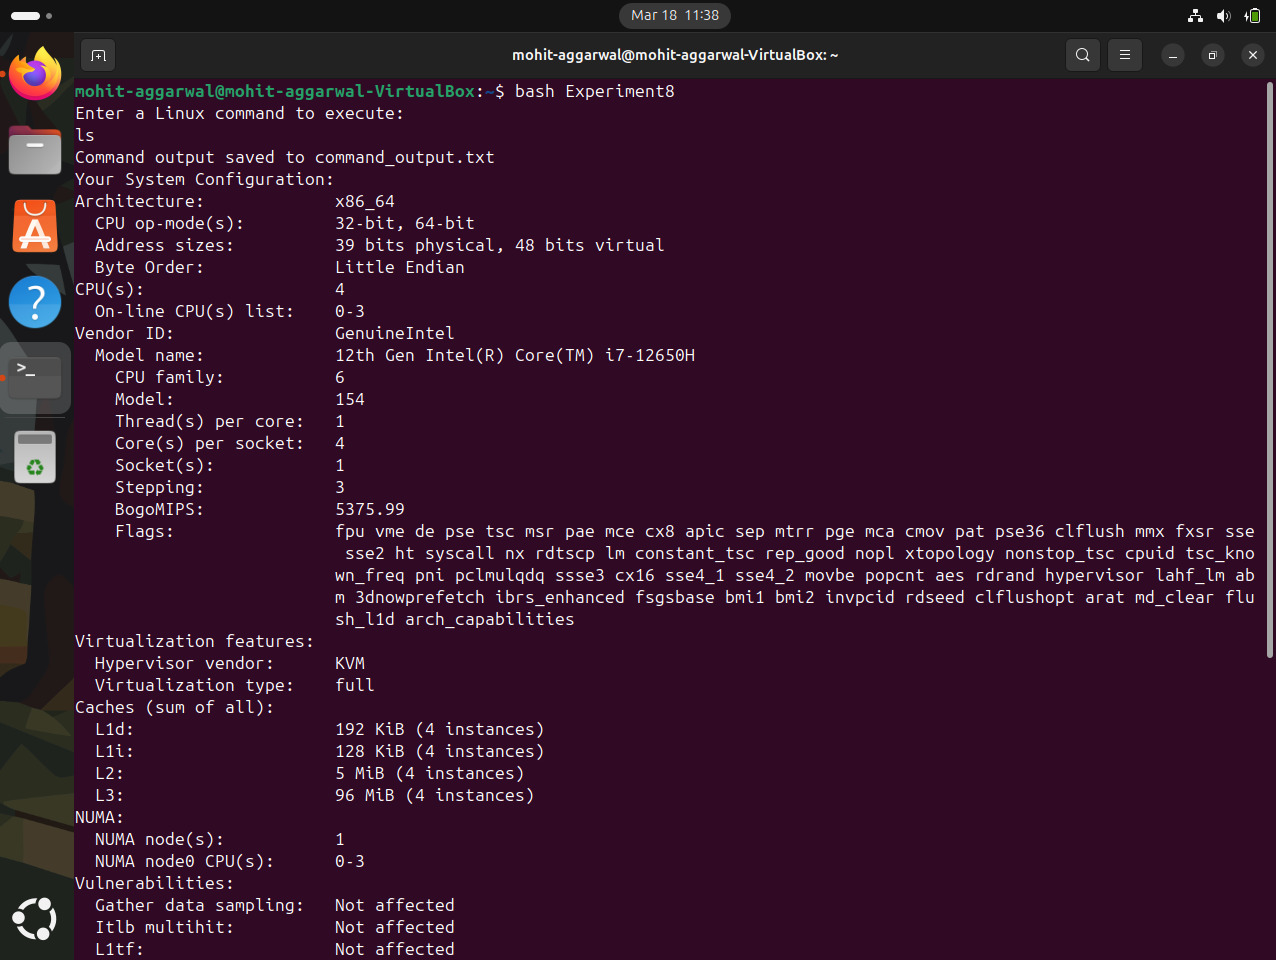 Mar 18 11:38
mohit-aggarwal@mohit-aggarwal-VirtualBox: ~
mohit-aggarwal@mohit-aggarwal-VirtualBox:~$ bash Experiment8
Enter a Linux command to execute:
ls
Command output saved to command_output.txt
Your System Configuration:
Architecture: x86_64
CPU op-mode(s): 32-bit, 64-bit
Address sizes: 39 bits physical, 48 bits virtual
Byte Order: Little Endian
CPU(s): 4
On-line CPU(s) list: 0-3
Vendor ID: GenuineIntel
Model name: 12th Gen Intel(R) Core(TM) i7-12650H
CPU family: 6
Model: 154
Thread(s) per core: 1
Core(s) per socket: 4
Socket(s): 1
Stepping: 3
BogoMIPS: 5375.99
Flags: fpu vme de pse tsc msr pae mce cx8 apic sep mtrr pge mca cmov pat pse36 clflush mmx fxsr sse
sse2 ht syscall nx rdtscp lm constant_tsc rep_good nopl xtopology nonstop_tsc cpuid tsc_kno
wn_freq pni pclmulqdq ssse3 cx16 sse4_1 sse4_2 movbe popcnt aes rdrand hypervisor lahf_lm ab
m 3dnowprefetch ibrs_enhanced fsgsbase bmi1 bmi2 invpcid rdseed clflushopt arat md_clear flu
sh_l1d arch_capabilities
Virtualization features:
Hypervisor vendor: KVM
Virtualization type: full
Caches (sum of all):
L1d: 192 KiB (4 instances)
L1i: 128 KiB (4 instances)
L2: 5 MiB (4 instances)
L3: 96 MiB (4 instances)
NUMA:
NUMA node(s): 1
NUMA node0 CPU(s): 0-3
Vulnerabilities:
Gather data sampling: Not affected
Itlb multihit: Not affected
L1tf: Not affected